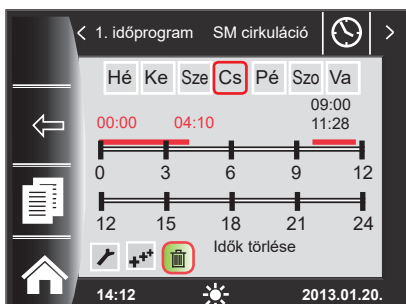 1. időprogram SM cirkuláció
Hé Ke Sze Cs Pé Szo Va
09:00
00:00 04:10 11:28
0 3 6 9 12
12 15 18 21 24
Idők törlése
14:12 2013.01.20.